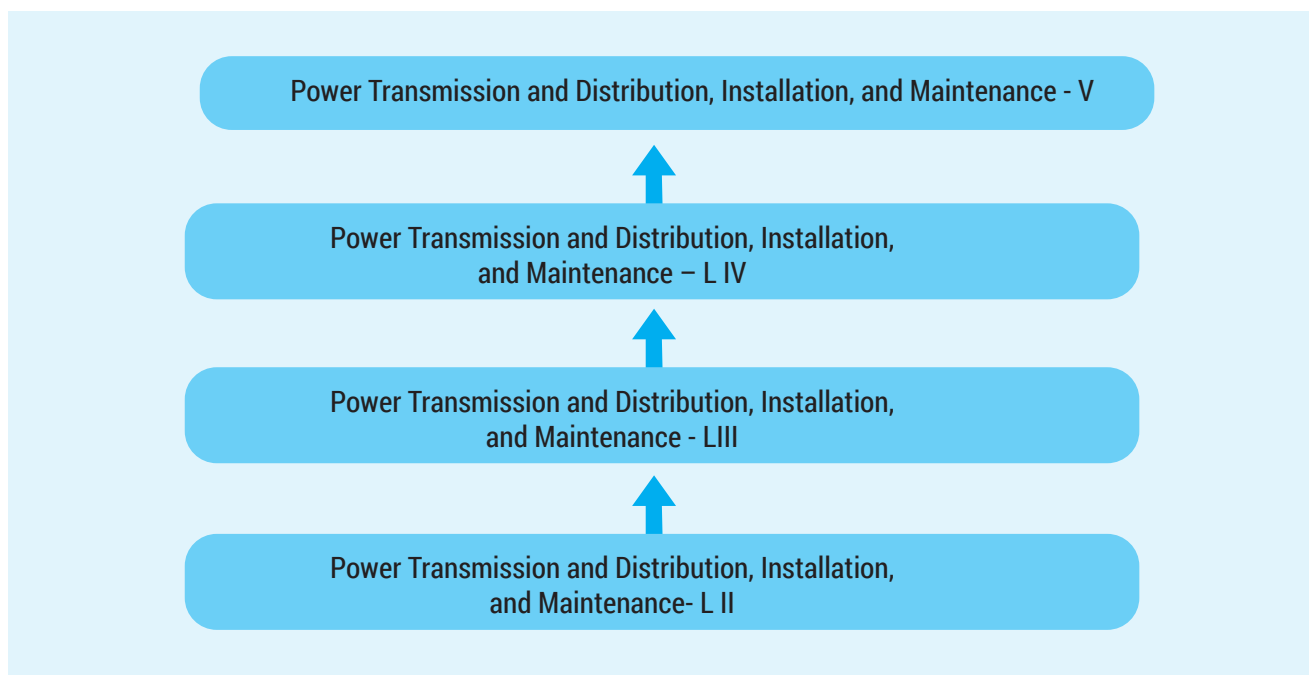 Power Transmission and Distribution, Installation, and Maintenance - V
Power Transmission and Distribution, Installation,
and Maintenance – L IV
Power Transmission and Distribution, Installation,
and Maintenance - LIII
Power Transmission and Distribution, Installation,
and Maintenance- L II